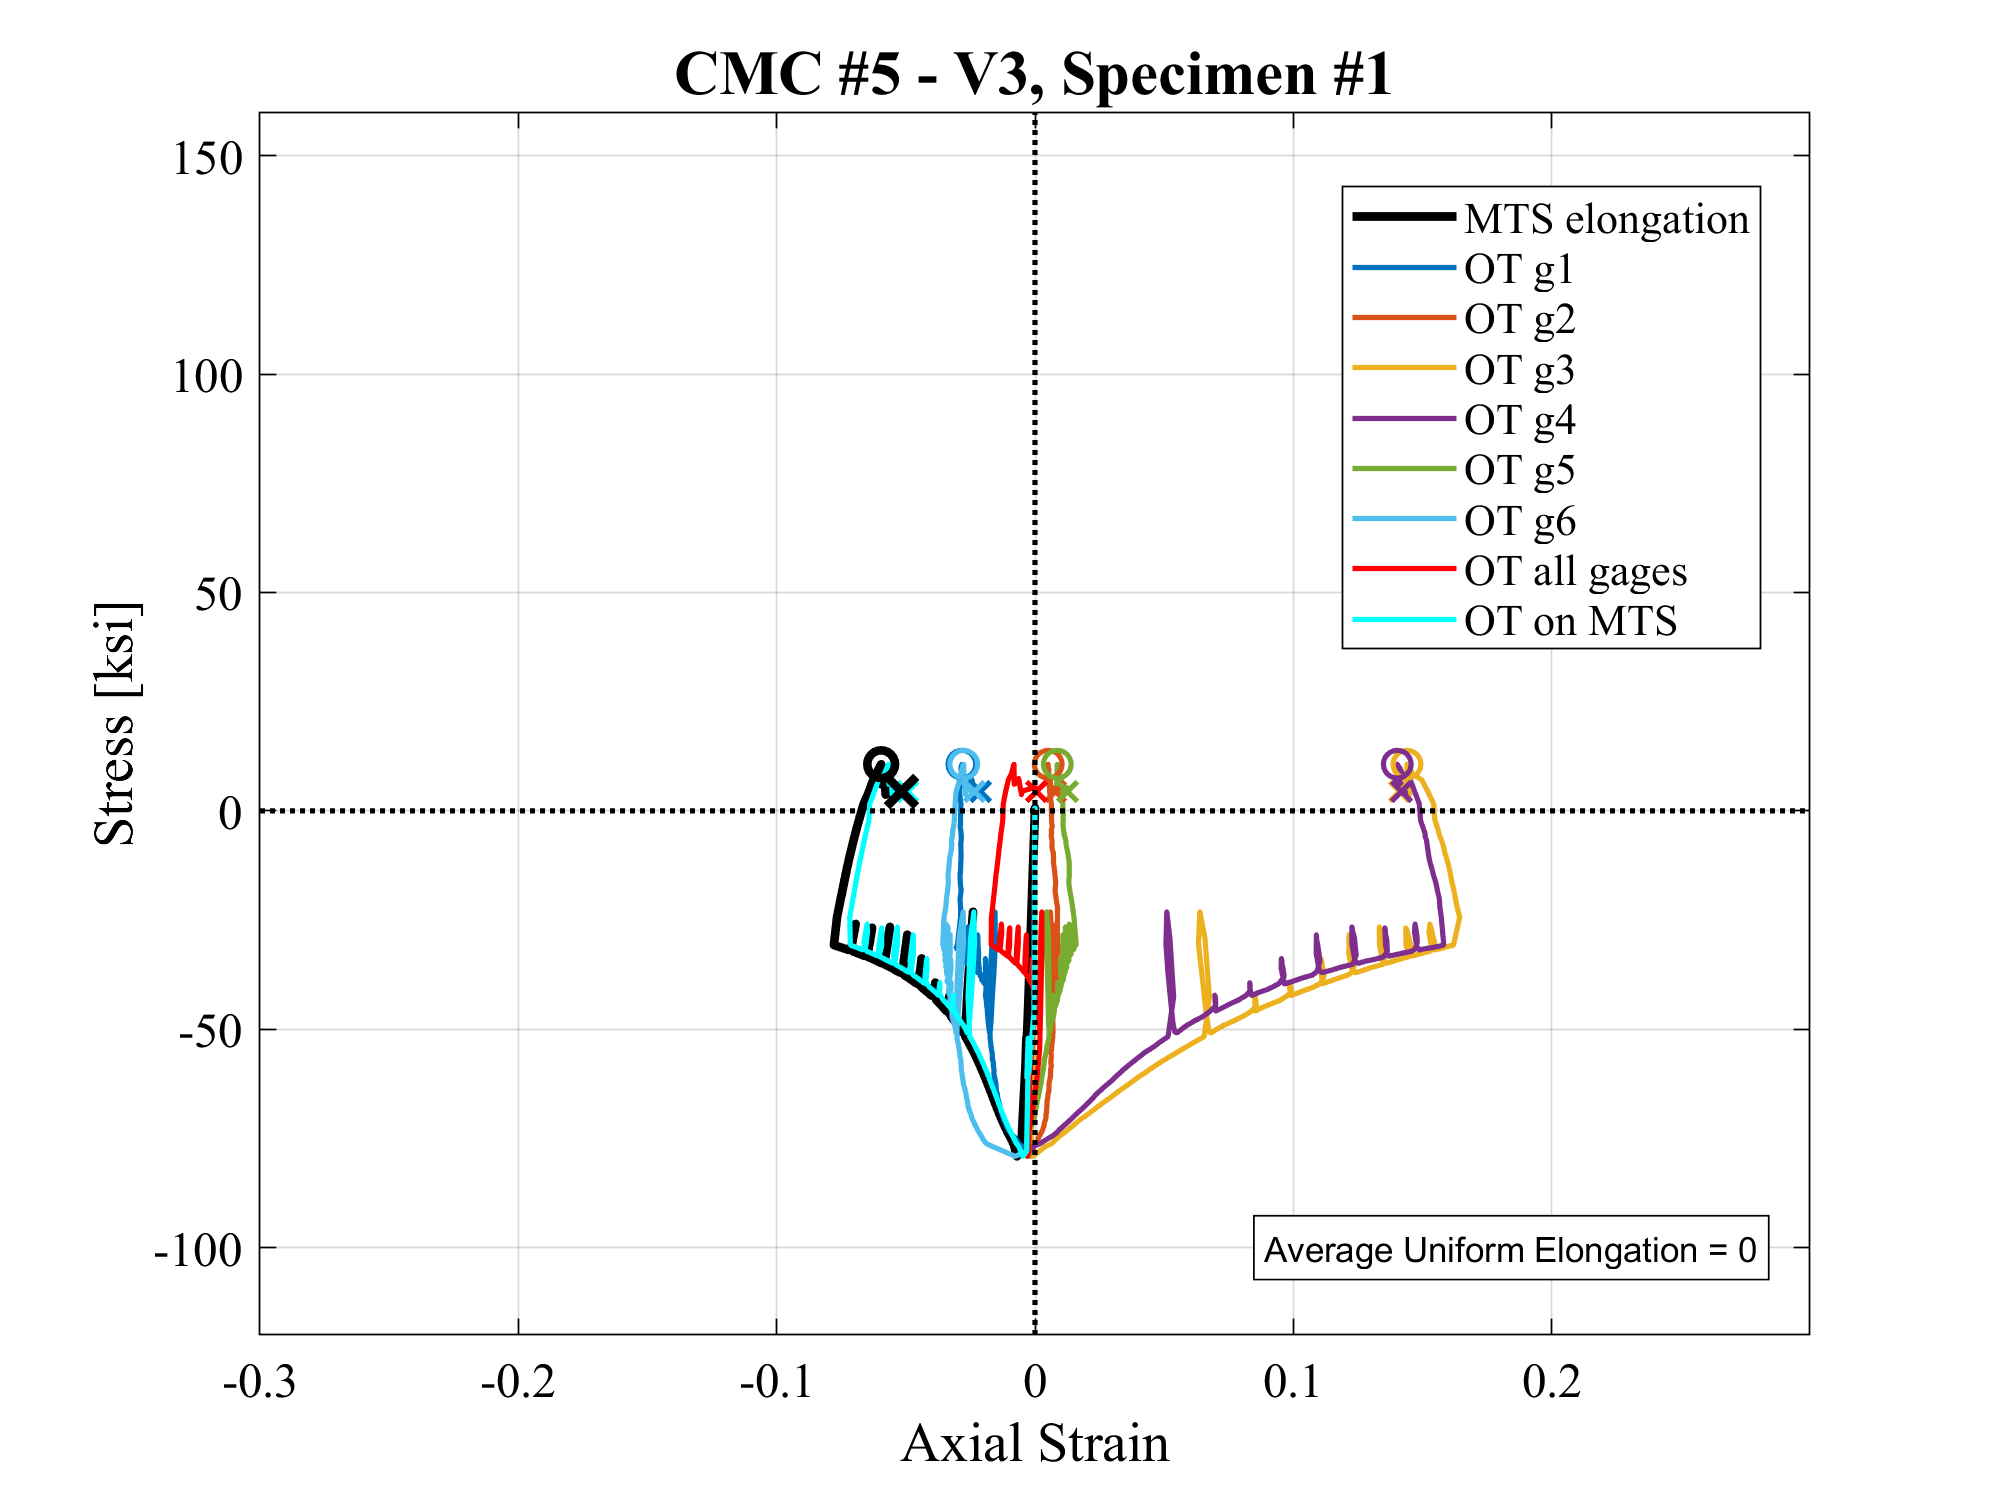 CMC #5 - V3, Specimen #1
150
100
50
0
-50
-100
Stress [ksi]
MTS elongation
OT g1
OT g2
OT g3
OT g4
OT g5
OT g6
OT all gages
OT on MTS
Average Uniform Elongation = 0
-0.3
-0.2
-0.1
0
0.1
0.2
Axial Strain